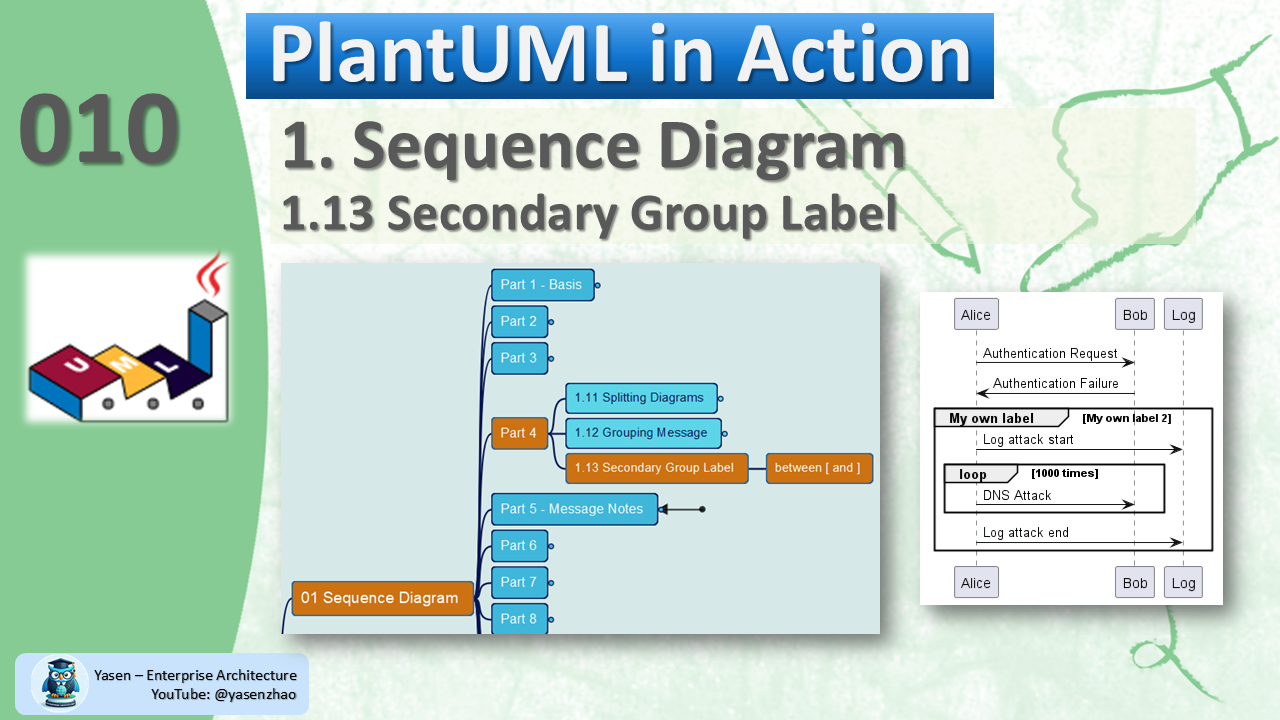 PlantUML in Action
010
1. Sequence Diagram
1.13 Secondary Group Label
UML
Part 1 - Basis
Part 2
Part 3
Part 4
1.11 Splitting Diagrams
1.12 Grouping Message
1.13 Secondary Group Label
between [ and ]
Part 5 - Message Notes
Part 6
Part 7
01 Sequence Diagram
Part 8
Alice Bob Log
Authentication Request
Authentication Failure
My own label [My own label 2]
Log attack start
loop [1000 times]
DNS Attack
Log attack end
Alice Bob Log
Yasen – Enterprise Architecture
YouTube: @yasenzhao